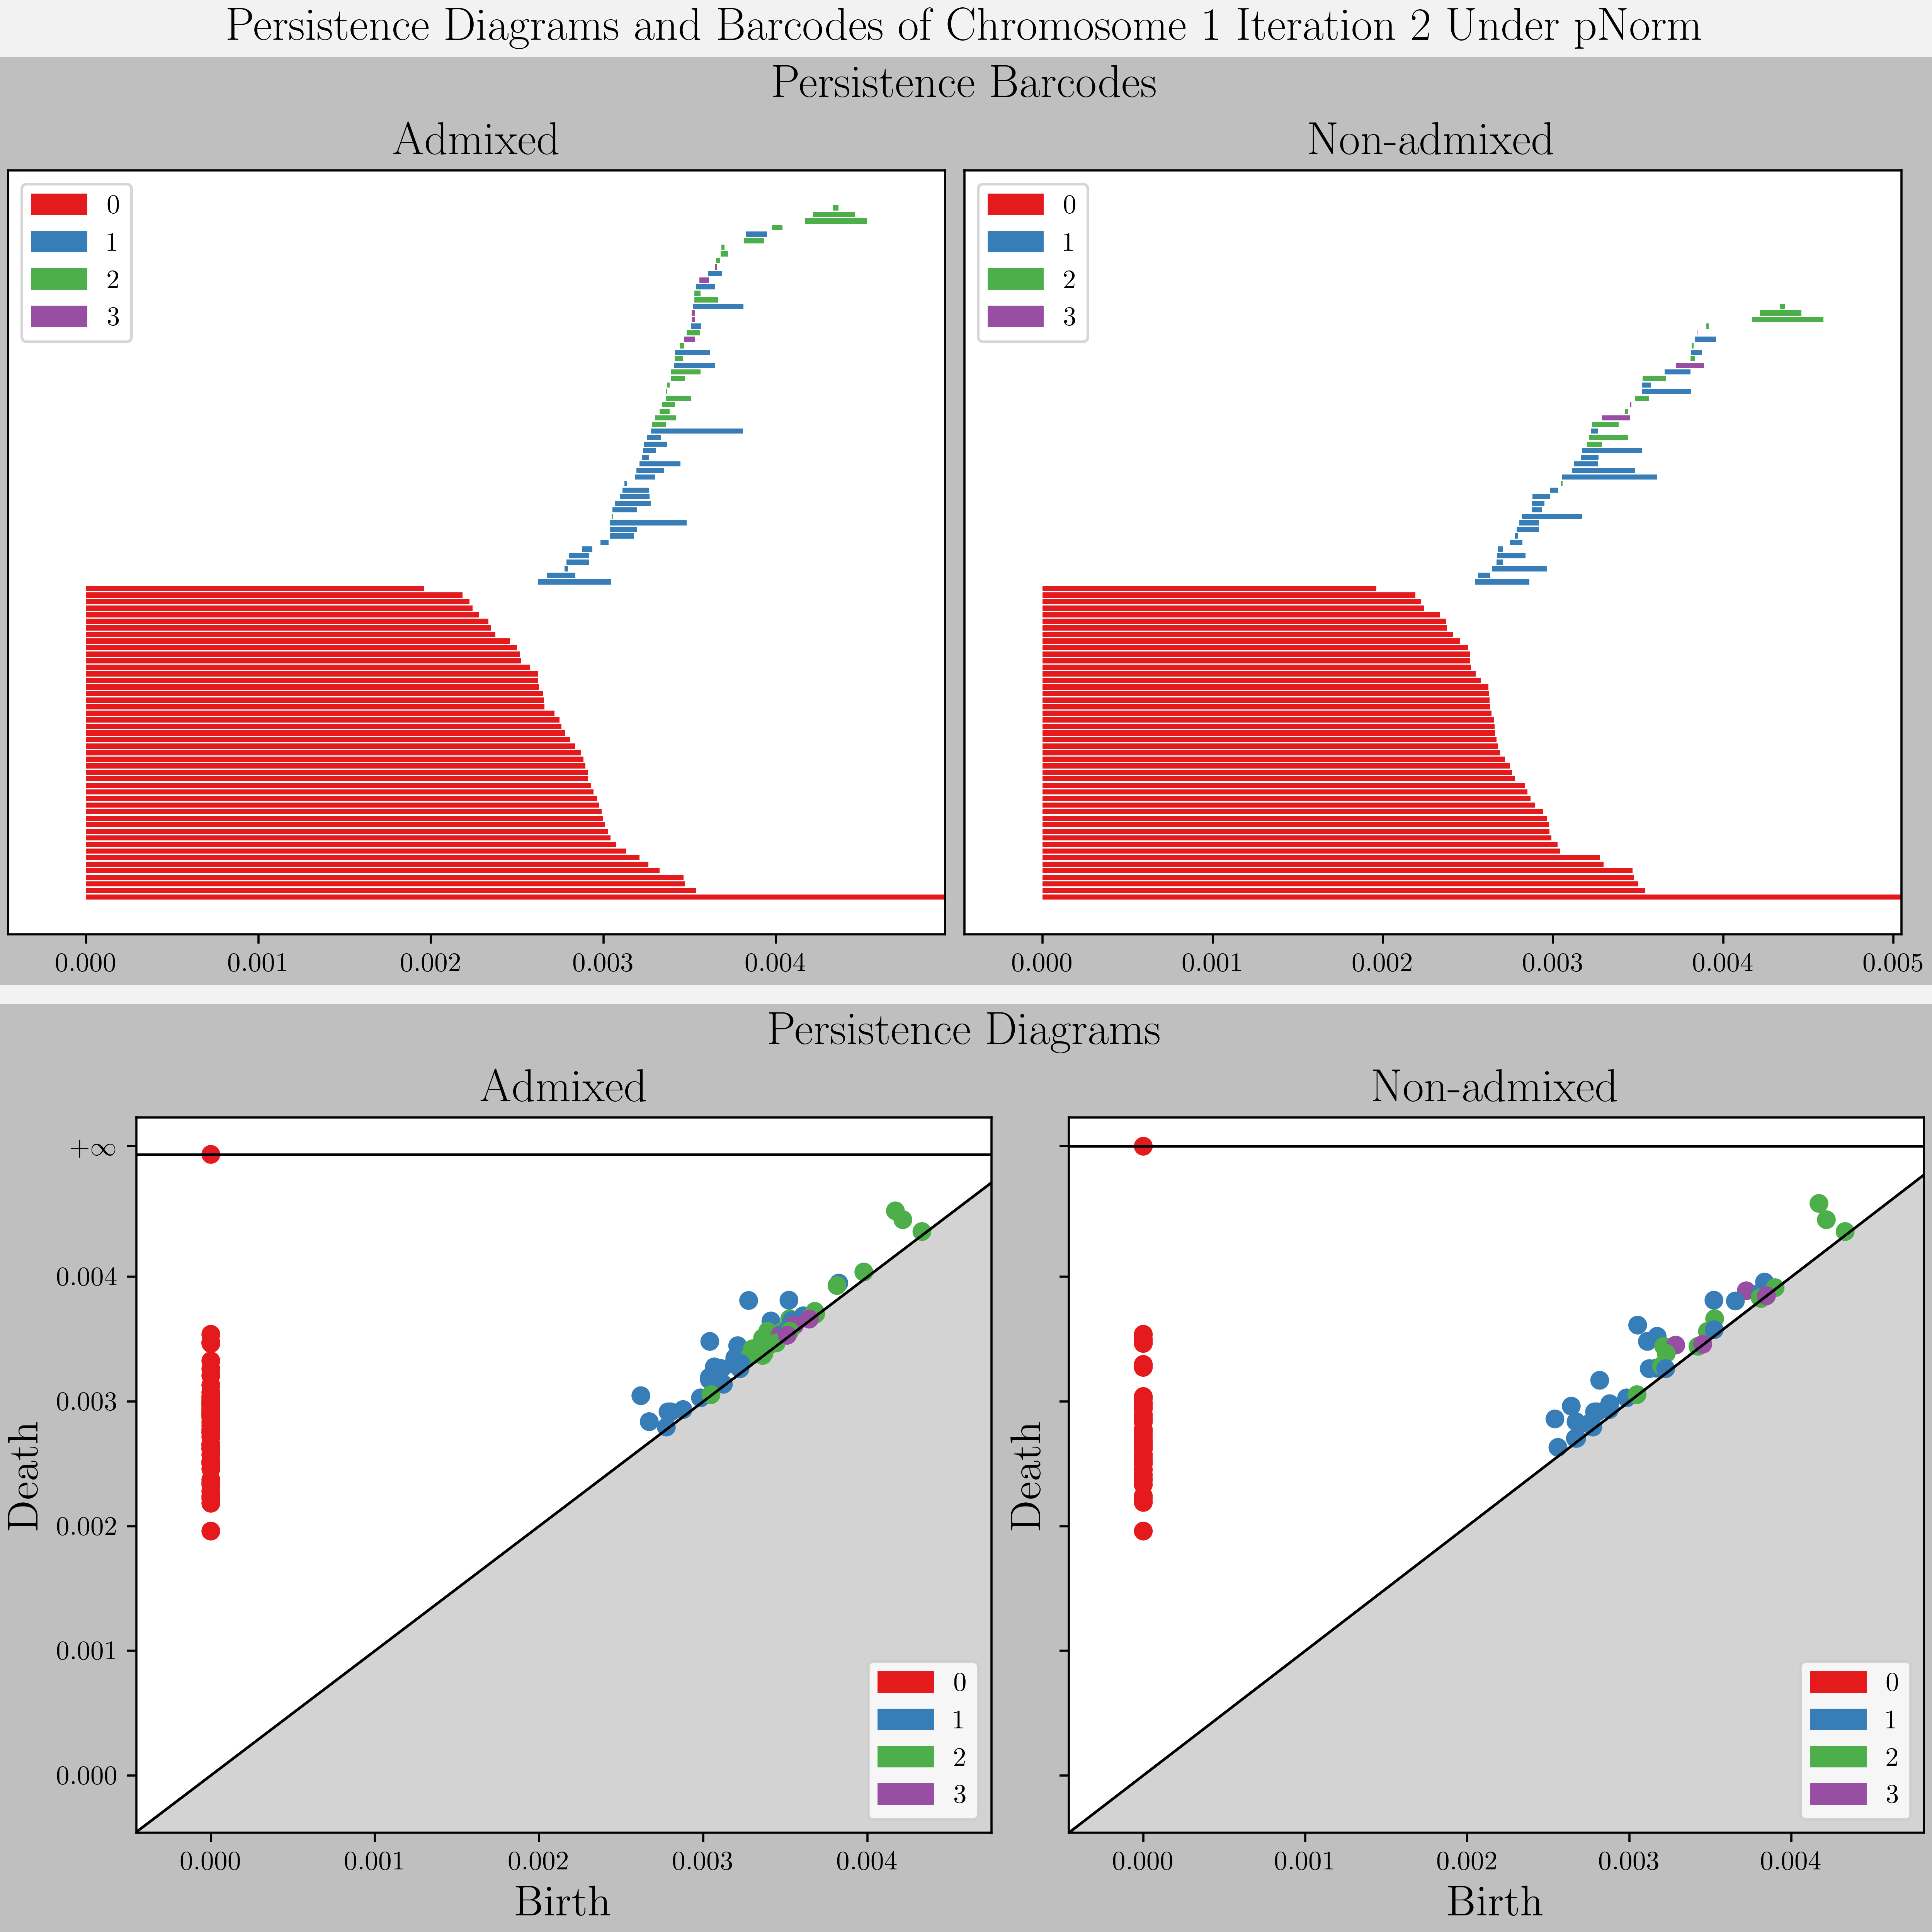 Persistence Diagrams and Barcodes of Chromosome 1 Iteration 2 Under pNorm
Persistence Barcodes
Admixed
0
1
2
3
0.000 0.001 0.002 0.003 0.004
Non-admixed
0
1
2
3
0.000 0.001 0.002 0.003 0.004 0.005
Persistence Diagrams
Admixed
+∞
0.004
0.003
0.002
0.001
0.000
Death
0
1
2
3
0.000 0.001 0.002 0.003 0.004
Birth
Non-admixed
Death
0
1
2
3
0.000 0.001 0.002 0.003 0.004
Birth